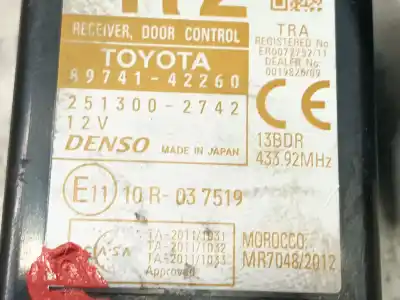 RECEIVER, DOOR CONTROL
TOYOTA
89741-42260
251300-2742
12V
DENSO MADE IN JAPAN
TRA
REGISTERED No
DEALER No
0019826/09
CE
13BDR
433.92MHz
E11 10 R-03 7519
TA-2011/1031
TA-2011/1032
TA-2011/1033
Approved
MOROCCO
MR7048/2012